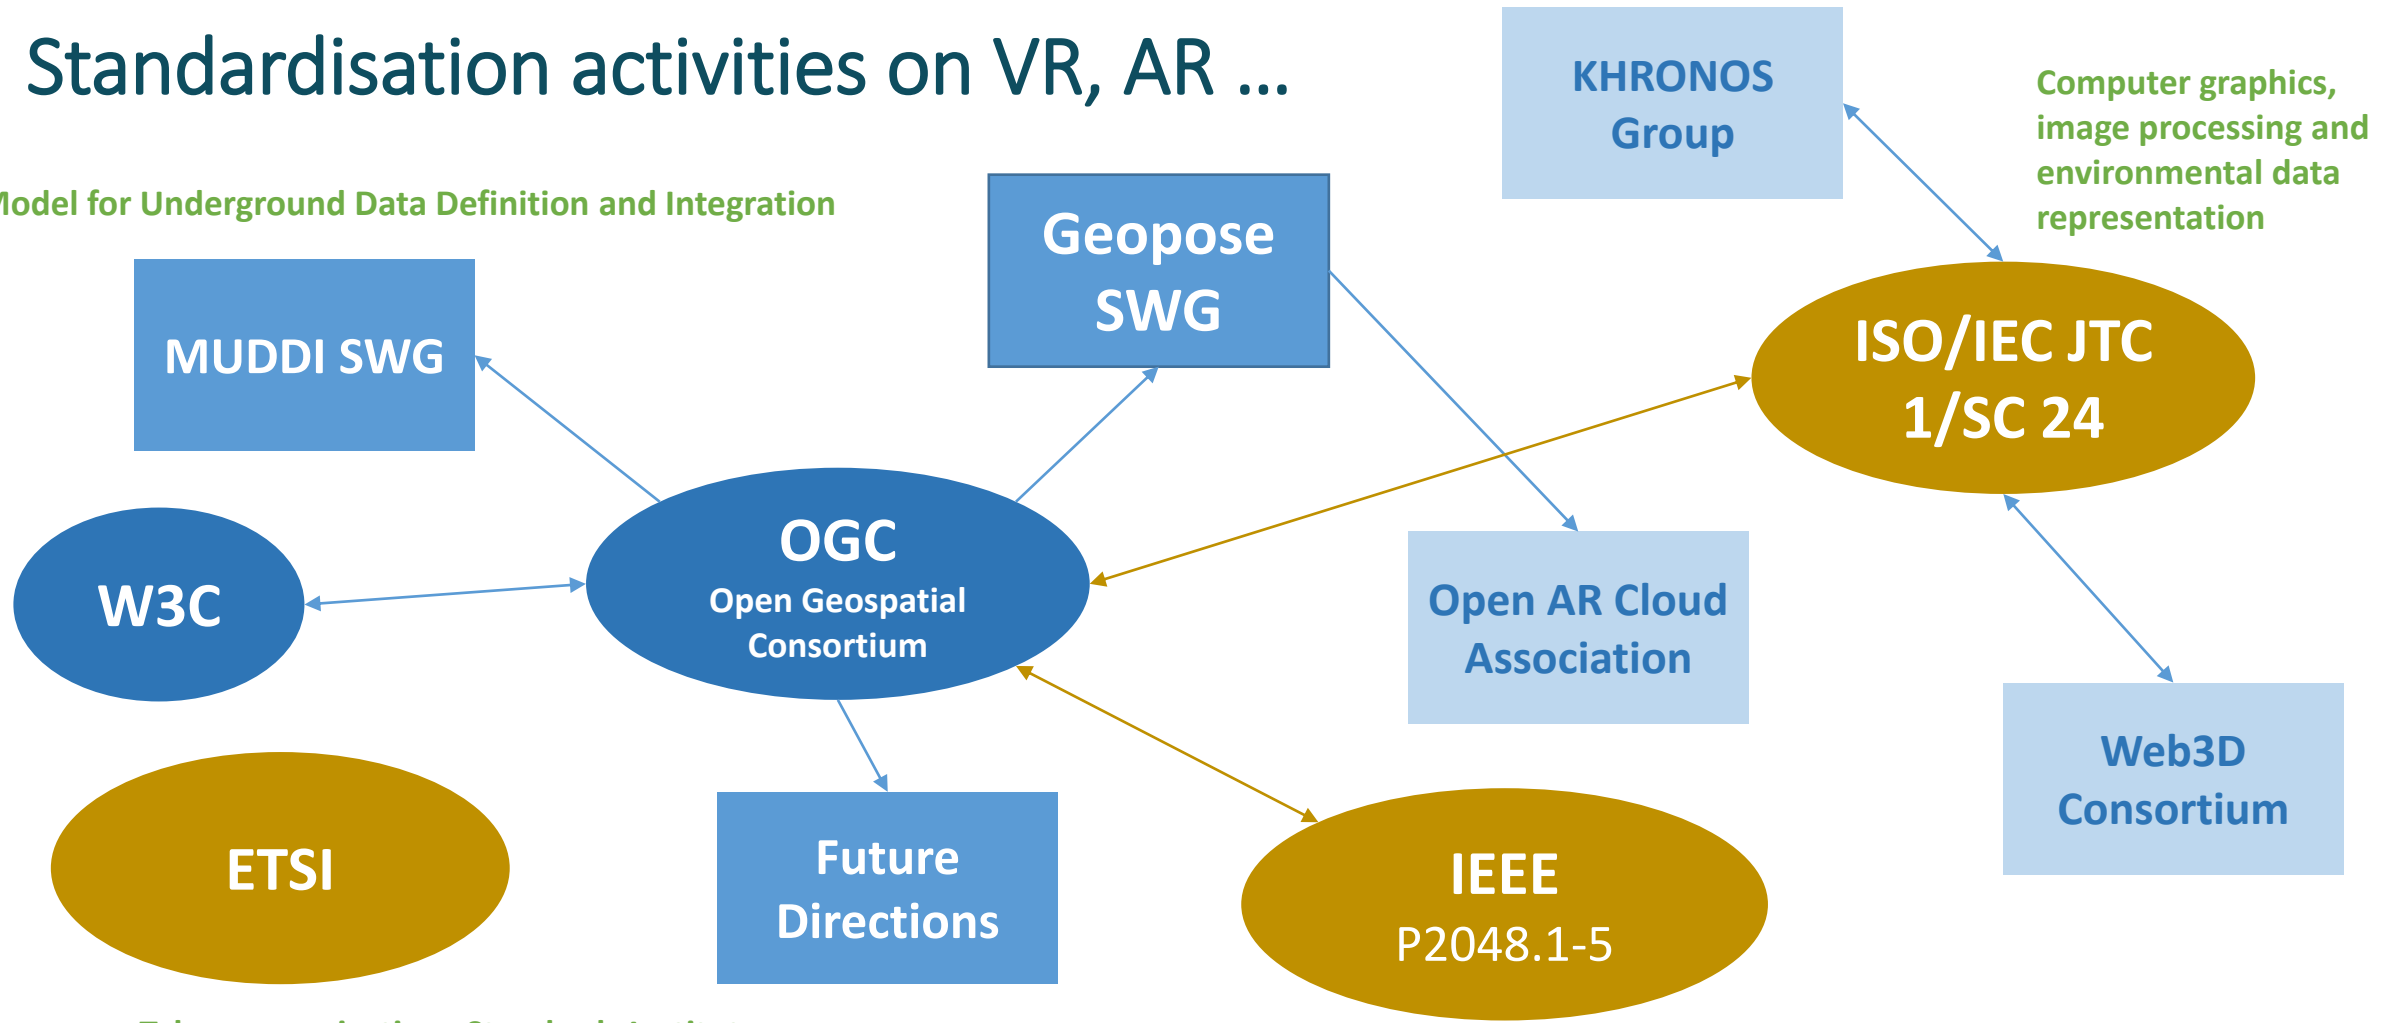 Standardisation activities on VR, AR ...
KHRONOS
Group
Computer graphics,
image processing and
environmental data
representation
Model for Underground Data Definition and Integration
Geopose
SWG
MUDDI SWG
ISO/IEC JTC
1/SC 24
OGC
Open Geospatial
Consortium
W3C
Open AR Cloud
Association
Web3D
Consortium
ETSI
Future
Directions
IEEE
P2048.1-5